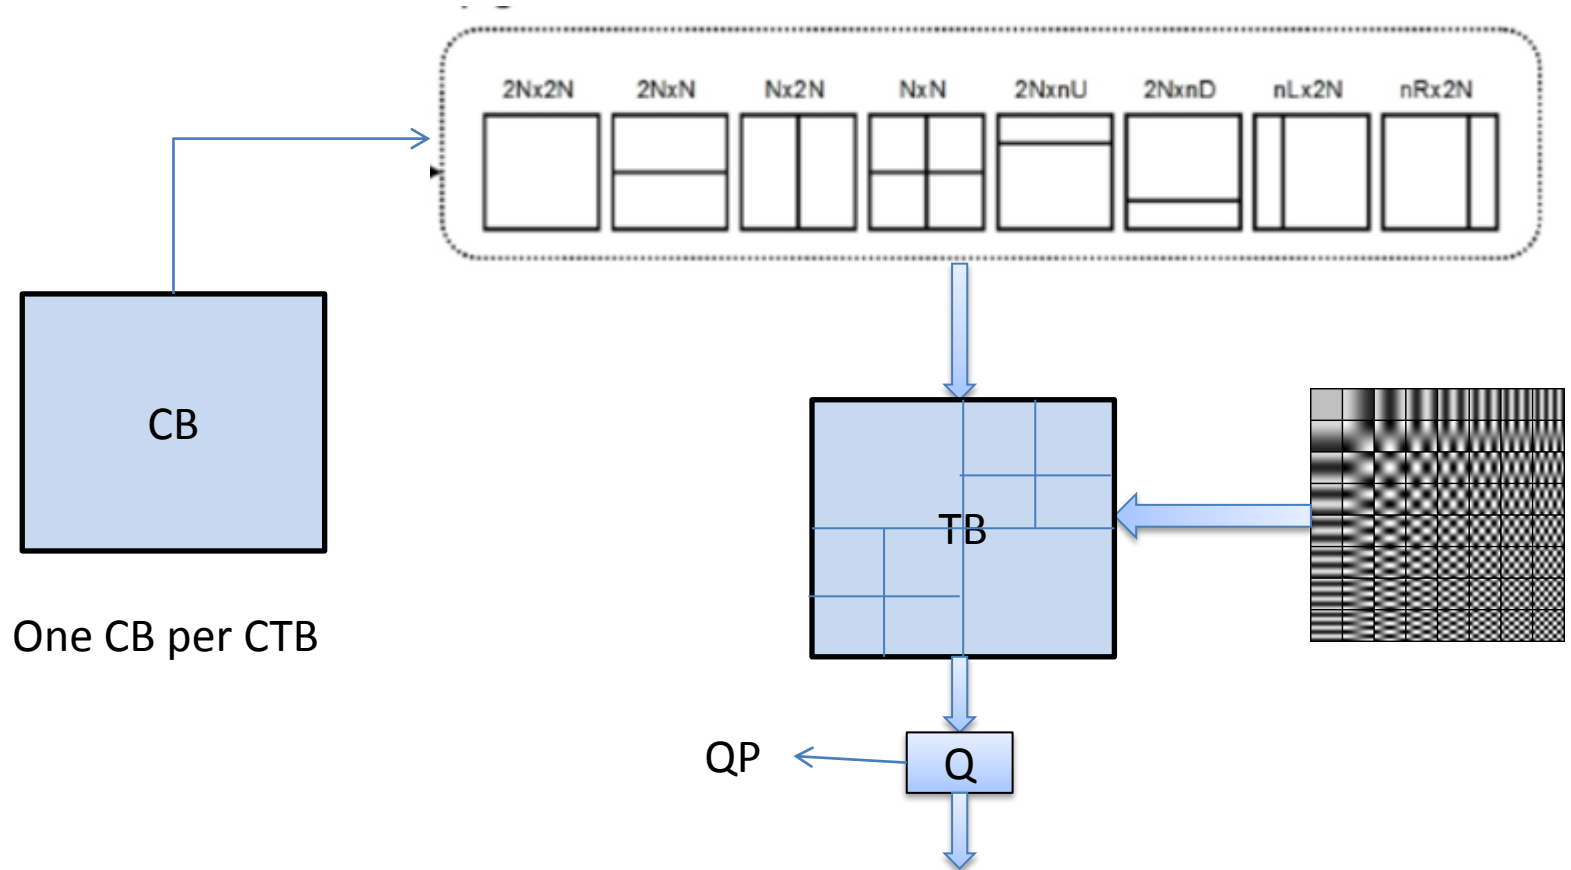 2Nx2N 2NxN Nx2N NxN 2NxnU 2NxnD nLx2N nRx2N
CB
TB
One CB per CTB
QP
Q